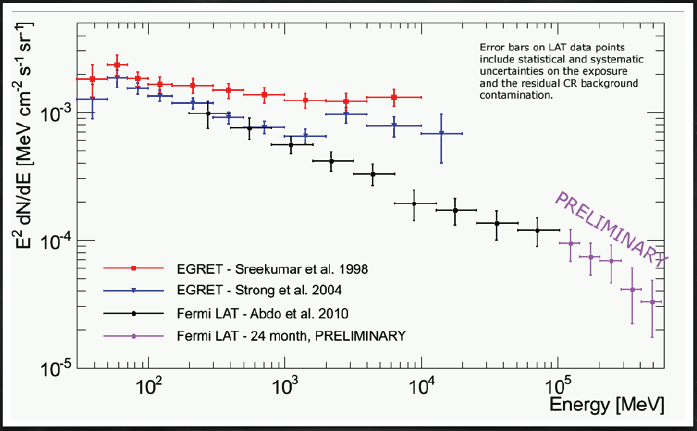 Error bars on LAT data points
include statistical and systematic
uncertainties on the exposure
and the residual CR background
contamination.
E² dN/dE [MeV cm⁻² s⁻¹ sr⁻¹]
10⁻³
10⁻⁴
10⁻⁵
PRELIMINARY
EGRET - Sreekumar et al. 1998
EGRET - Strong et al. 2004
Fermi LAT - Abdo et al. 2010
Fermi LAT - 24 month, PRELIMINARY
10² 10³ 10⁴ 10⁵
Energy [MeV]